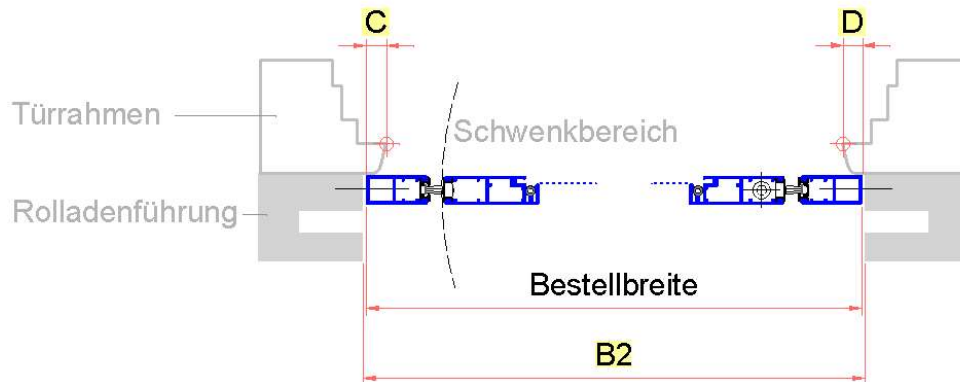 C
D
Türrahmen
Schwenkbereich
Rolladenführung
Bestellbreite
B2